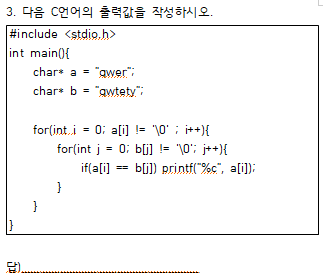 3. 다음 C언어의 출력값을 작성하시오.
#include <stdio.h>
int main(){
char* a = "qwer";
char* b = "qwtety";
for(int i = 0; a[i] != '\0' ; i++){
for(int j = 0; b[j] != '\0'; j++){
if(a[i] == b[j]) printf("%c", a[i]);
}
}
}
답)